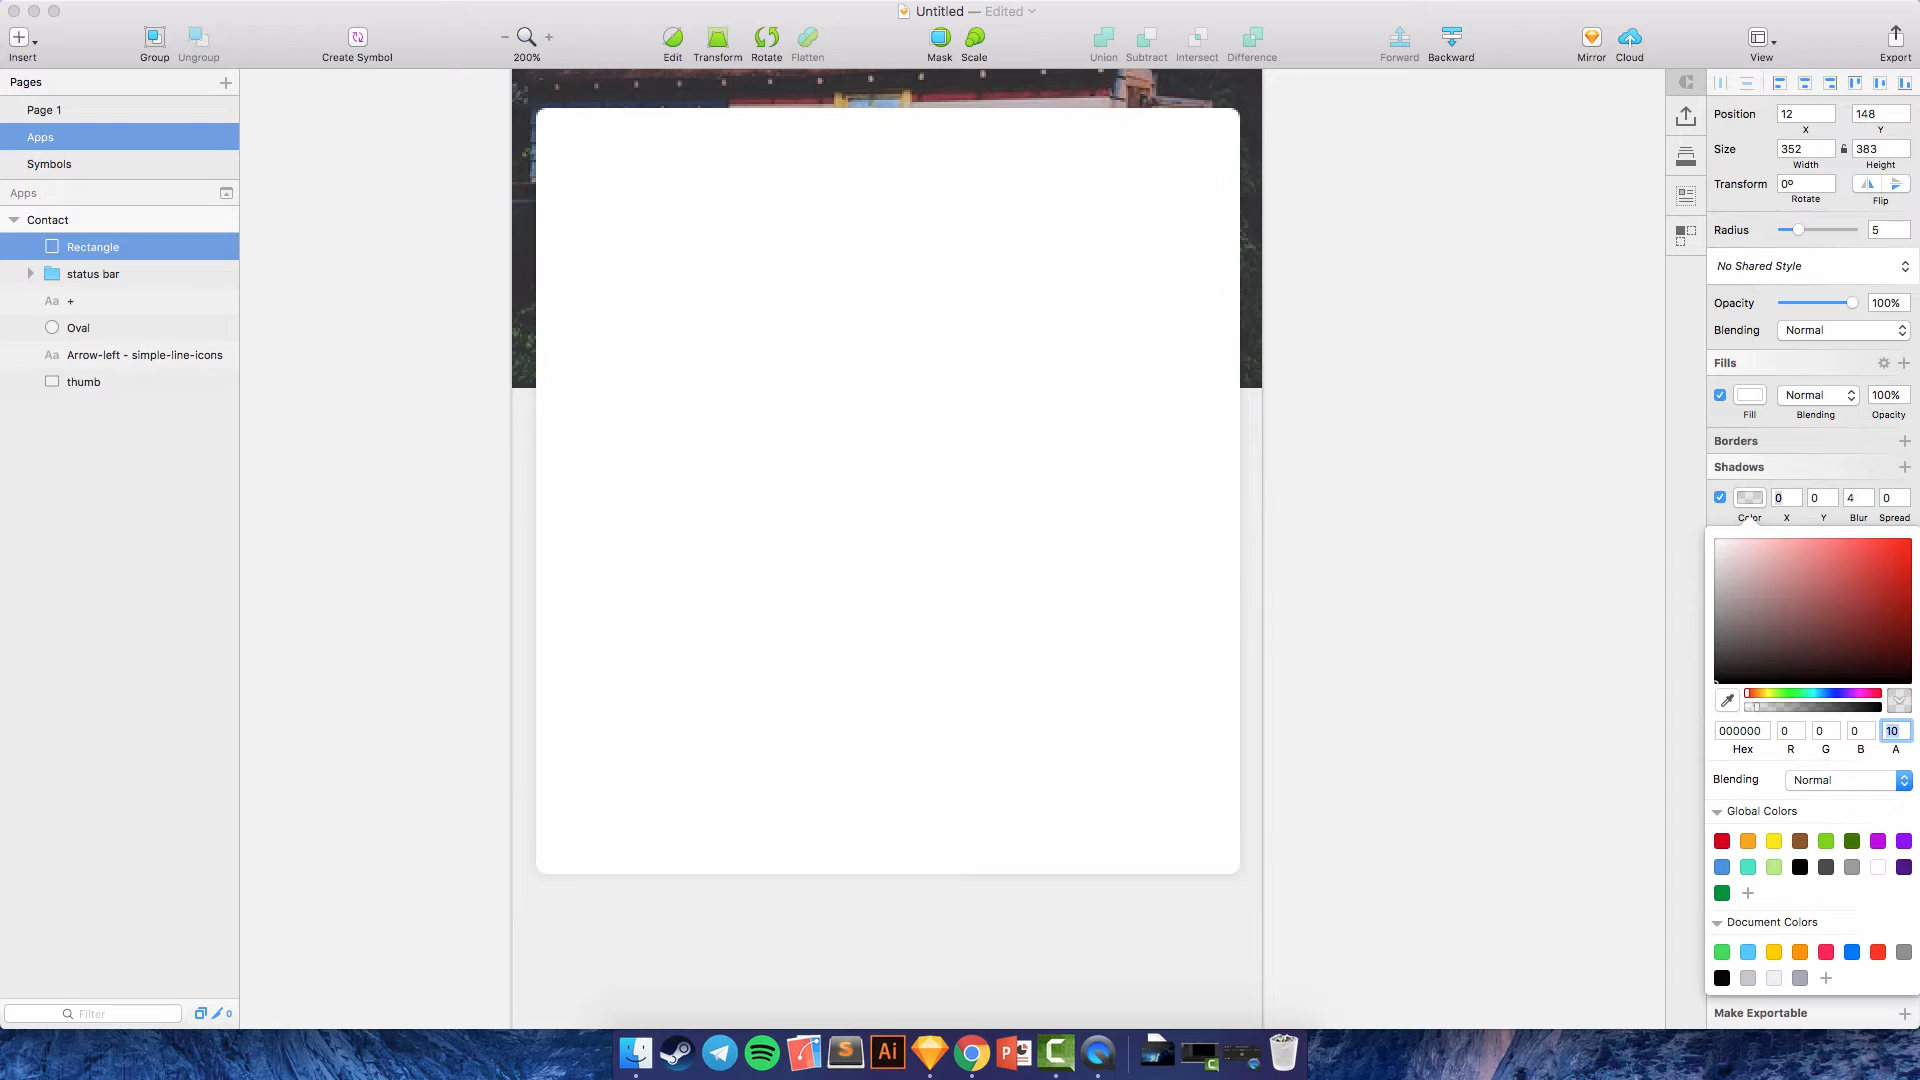 Untitled — Edited
Insert
Group
Ungroup
Create Symbol
200%
Edit
Transform
Rotate
Flatten
Mask
Scale
Union
Subtract
Intersect
Difference
Forward
Backward
Mirror
Cloud
View
Export
Pages
Page 1
Apps
Symbols
Apps
Contact
Rectangle
status bar
Aa +
Oval
Aa Arrow-left - simple-line-icons
thumb
Filter
0
Position 12 148
X Y
Size 352 383
Width Height
Transform 0º
Rotate Flip
Radius 5
No Shared Style
Opacity 100%
Blending Normal
Fills
Normal 100%
Fill Blending Opacity
Borders
Shadows
0 0 4 0
Color X Y Blur Spread
000000 0 0 0 10
Hex R G B A
Blending Normal
Global Colors
Document Colors
Make Exportable
S
Ai
P
C